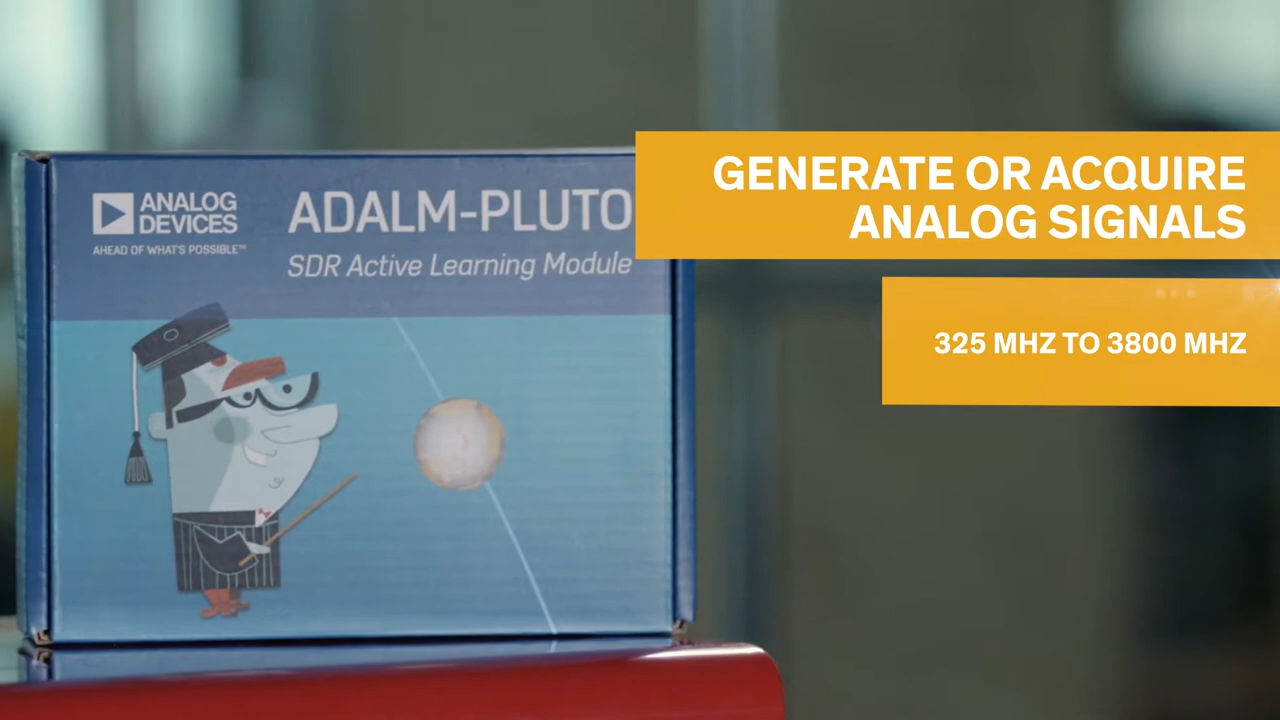 ANALOG
DEVICES
AHEAD OF WHAT'S POSSIBLE™
ADALM-PLUTO
SDR Active Learning Module
GENERATE OR ACQUIRE
ANALOG SIGNALS
325 MHZ TO 3800 MHZ